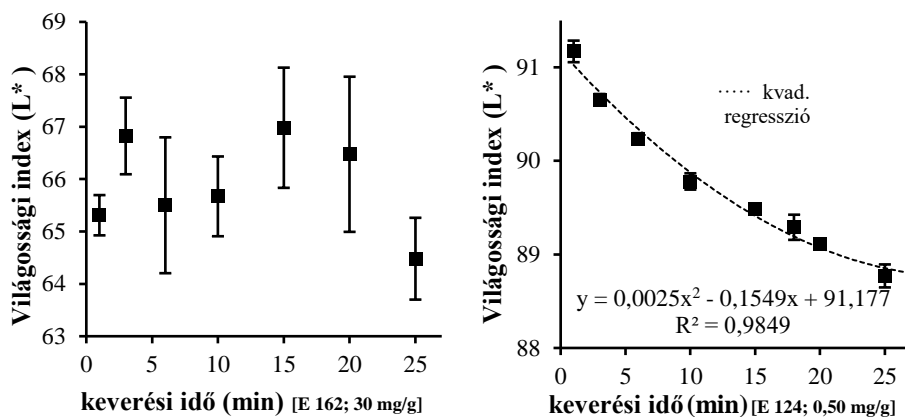 69
68
67
66
65
64
63
Világossági index (L*)
0
5
10
15
20
25
keverési idő (min) [E 162; 30 mg/g]
91
90
89
88
Világossági index (L*)
kvad.
regresszió
y = 0,0025x² - 0,1549x + 91,177
R² = 0,9849
0
5
10
15
20
25
keverési idő (min) [E 124; 0,50 mg/g]